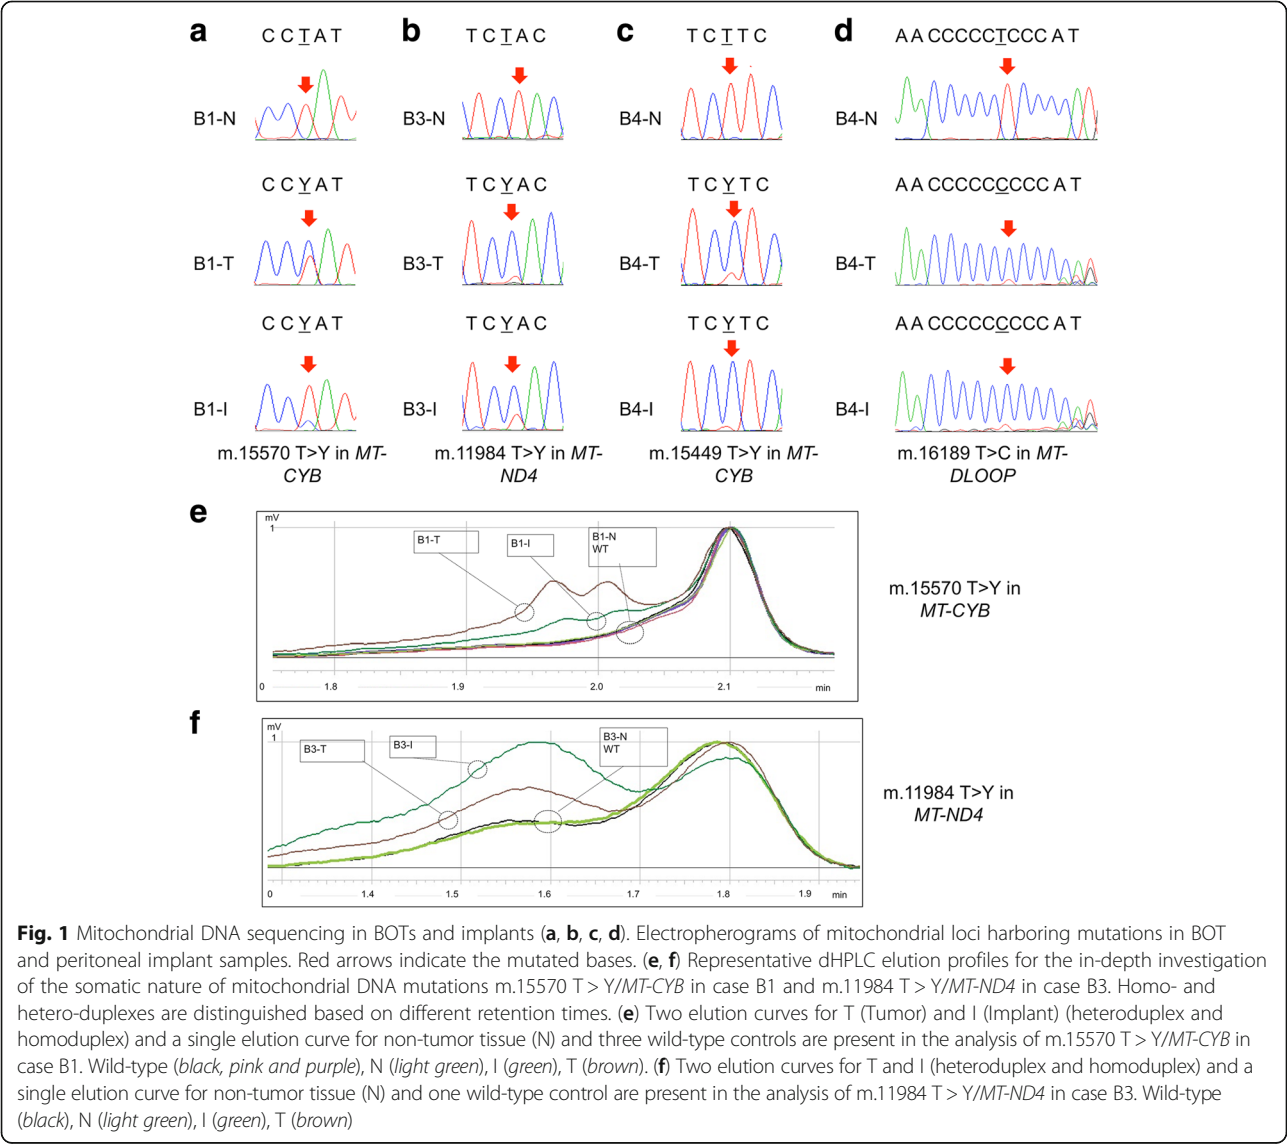 a b c d
C C T A T
T C T A C
T C T T C
A A CCCCCTCCC A T
B1-N
B3-N
B4-N
B4-N
C C Y A T
T C Y A C
T C Y T C
A A CCCCCCCCC A T
B1-T
B3-T
B4-T
B4-T
C C Y A T
T C Y A C
T C Y T C
A A CCCCCCCCC A T
B1-I
B3-I
B4-I
B4-I
m.15570 T>Y in MT-
CYB
m.11984 T>Y in MT-
ND4
m.15449 T>Y in MT-
CYB
m.16189 T>C in MT-
DLOOP
e
mV
1
B1-T
B1-I
B1-N
WT
0 1.8 1.9 2.0 2.1 min
m.15570 T>Y in
MT-CYB
f
mV
1
B3-T
B3-I
B3-N
WT
0 1.4 1.5 1.6 1.7 1.8 1.9 min
m.11984 T>Y in
MT-ND4
Fig. 1 Mitochondrial DNA sequencing in BOTs and implants (a, b, c, d). Electropherograms of mitochondrial loci harboring mutations in BOT
and peritoneal implant samples. Red arrows indicate the mutated bases. (e, f) Representative dHPLC elution profiles for the in-depth investigation
of the somatic nature of mitochondrial DNA mutations m.15570 T > Y/MT-CYB in case B1 and m.11984 T > Y/MT-ND4 in case B3. Homo- and
hetero-duplexes are distinguished based on different retention times. (e) Two elution curves for T (Tumor) and I (Implant) (heteroduplex and
homoduplex) and a single elution curve for non-tumor tissue (N) and three wild-type controls are present in the analysis of m.15570 T > Y/MT-CYB in
case B1. Wild-type (black, pink and purple), N (light green), I (green), T (brown). (f) Two elution curves for T and I (heteroduplex and homoduplex) and a
single elution curve for non-tumor tissue (N) and one wild-type control are present in the analysis of m.11984 T > Y/MT-ND4 in case B3. Wild-type
(black), N (light green), I (green), T (brown)